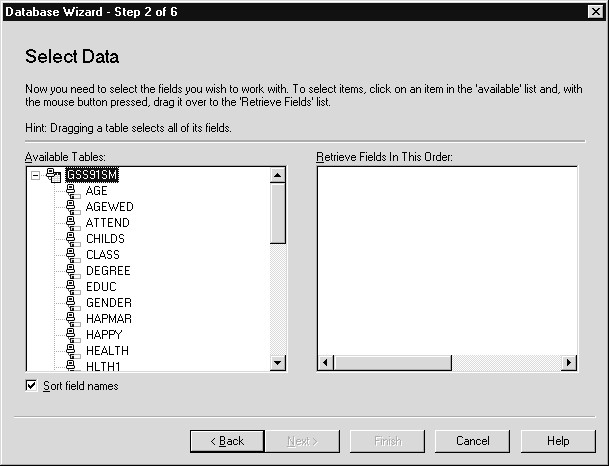 Database Wizard - Step 2 of 6
Select Data
Now you need to select the fields you wish to work with. To select items, click on an item in the 'available' list and, with
the mouse button pressed, drag it over to the 'Retrieve Fields' list.
Hint: Dragging a table selects all of its fields.
Available Tables:
GSS91SM
AGE
AGEWED
ATTEND
CHILDS
CLASS
DEGREE
EDUC
GENDER
HAPMAR
HAPPY
HEALTH
HLTH1
Sort field names
Retrieve Fields In This Order:
< Back
Next >
Finish
Cancel
Help